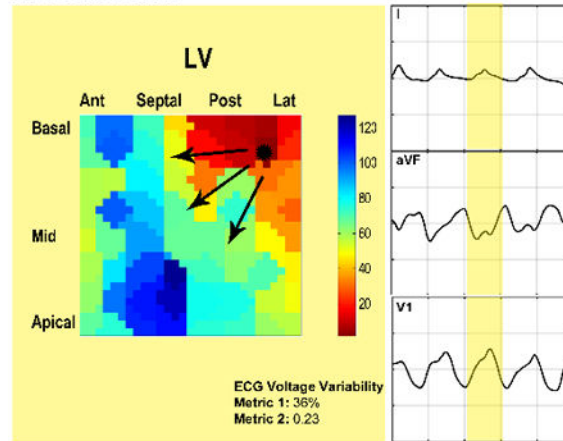 LV
Ant Septal Post Lat
Basal
Mid
Apical
120
100
80
60
40
20
ECG Voltage Variability
Metric 1: 36%
Metric 2: 0.23
I
aVF
V1